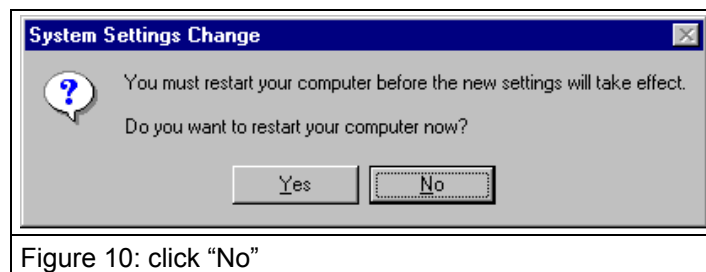 System Settings Change
You must restart your computer before the new settings will take effect.
Do you want to restart your computer now?
Yes No
Figure 10: click “No”